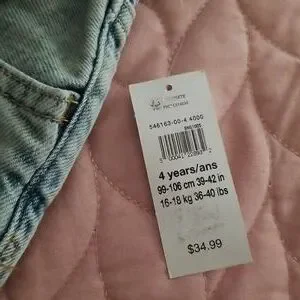 546163-00-4 4000
4 years/ans
99-106 cm 39-42 in
16-18 kg 36-40 lbs
$34.99